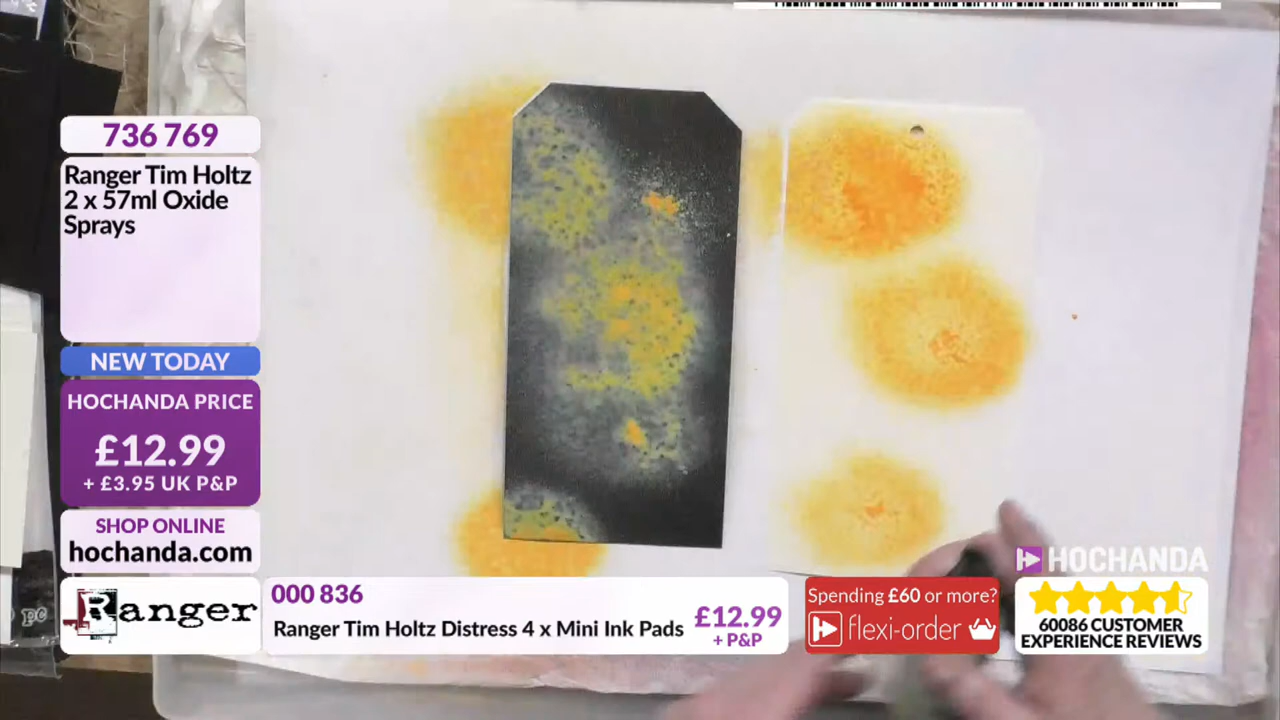 736 769
Ranger Tim Holtz
2 x 57ml Oxide
Sprays
NEW TODAY
HOCHANDA PRICE
£12.99
+ £3.95 UK P&P
SHOP ONLINE
hochanda.com
Ranger
000 836
Ranger Tim Holtz Distress 4 x Mini Ink Pads
£12.99
+ P&P
Spending £60 or more?
flexi-order
HOCHANDA
60086 CUSTOMER
EXPERIENCE REVIEWS
pc